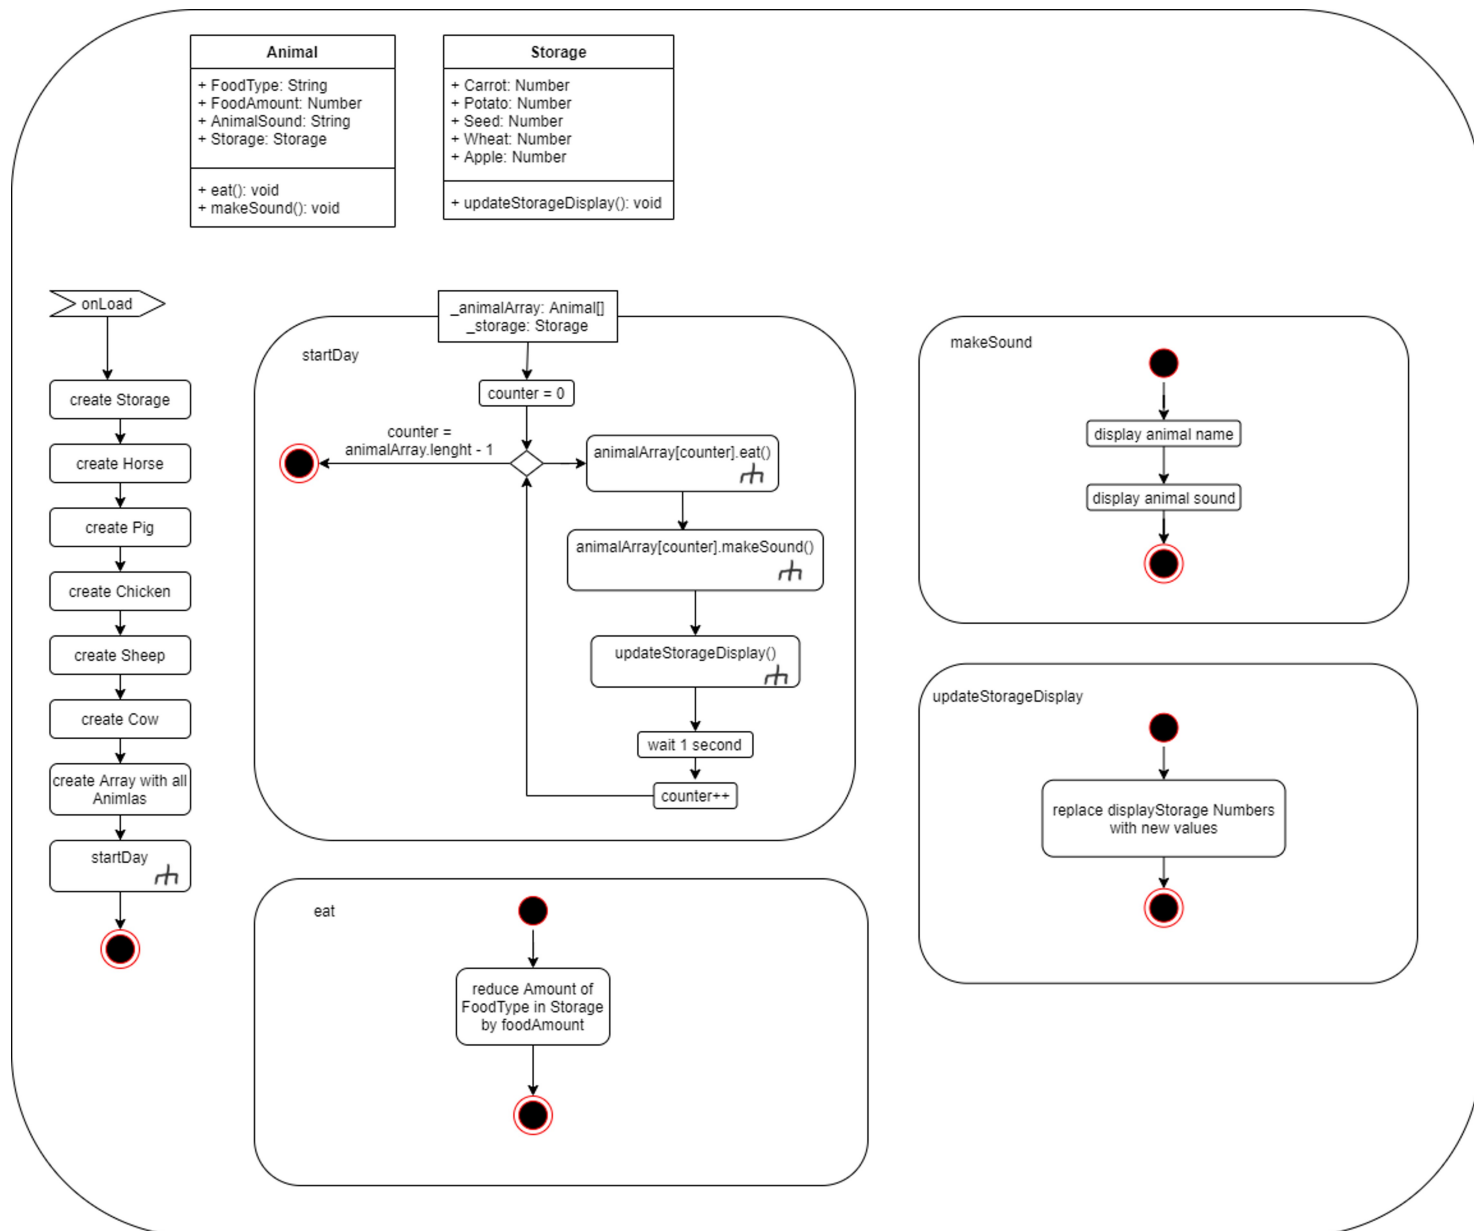 Animal
+ FoodType: String
+ FoodAmount: Number
+ AnimalSound: String
+ Storage: Storage
+ eat(): void
+ makeSound(): void
Storage
+ Carrot: Number
+ Potato: Number
+ Seed: Number
+ Wheat: Number
+ Apple: Number
+ updateStorageDisplay(): void
onLoad
create Storage
create Horse
create Pig
create Chicken
create Sheep
create Cow
create Array with all
Animlas
startDay
_animalArray: Animal[]
_storage: Storage
startDay
counter = 0
counter =
animalArray.lenght - 1
animalArray[counter].eat()
animalArray[counter].makeSound()
updateStorageDisplay()
wait 1 second
counter++
eat
reduce Amount of
FoodType in Storage
by foodAmount
makeSound
display animal name
display animal sound
updateStorageDisplay
replace displayStorage Numbers
with new values